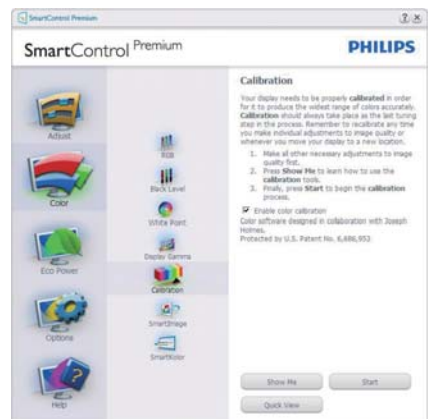 SmartControl Premium
SmartControl Premium
PHILIPS
Adjust
Color
Eco Power
Options
Help
RGB
Black Level
White Point
Display Gamma
Calibration
SmartImage
SmartKolor
Calibration
Your display needs to be properly calibrated in order
for it to produce the widest range of colors accurately.
Calibration should always take place as the last tuning
step in the process. Remember to recalibrate any time
you make individual adjustments to image quality or
whenever you move your display to a new location.
1. Make all other necessary adjustments to image
quality first.
2. Press Show Me to learn how to use the
calibration tools.
3. Finally, press Start to begin the calibration
process.
Enable color calibration
Color software designed in collaboration with Joseph
Holmes.
Protected by U.S. Patent No. 6,686,953
Show Me
Start
Quick View